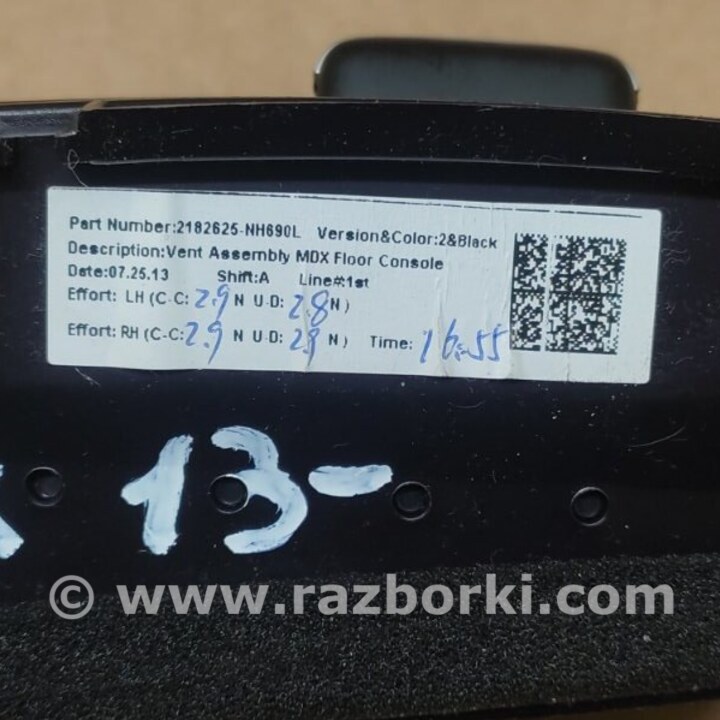 Part Number:2182625-NH690L Version&Color:2&Black
Description:Vent Assembly MDX Floor Console
Date:07.25.13 Shift:A Line#:1st
Effort: LH (C-C: 2.9 N U-D: 2.8 N )
Effort: RH (C-C: 2.9 N U-D: 2.9 N ) Time: 16:55
13-
© www.razborki.com